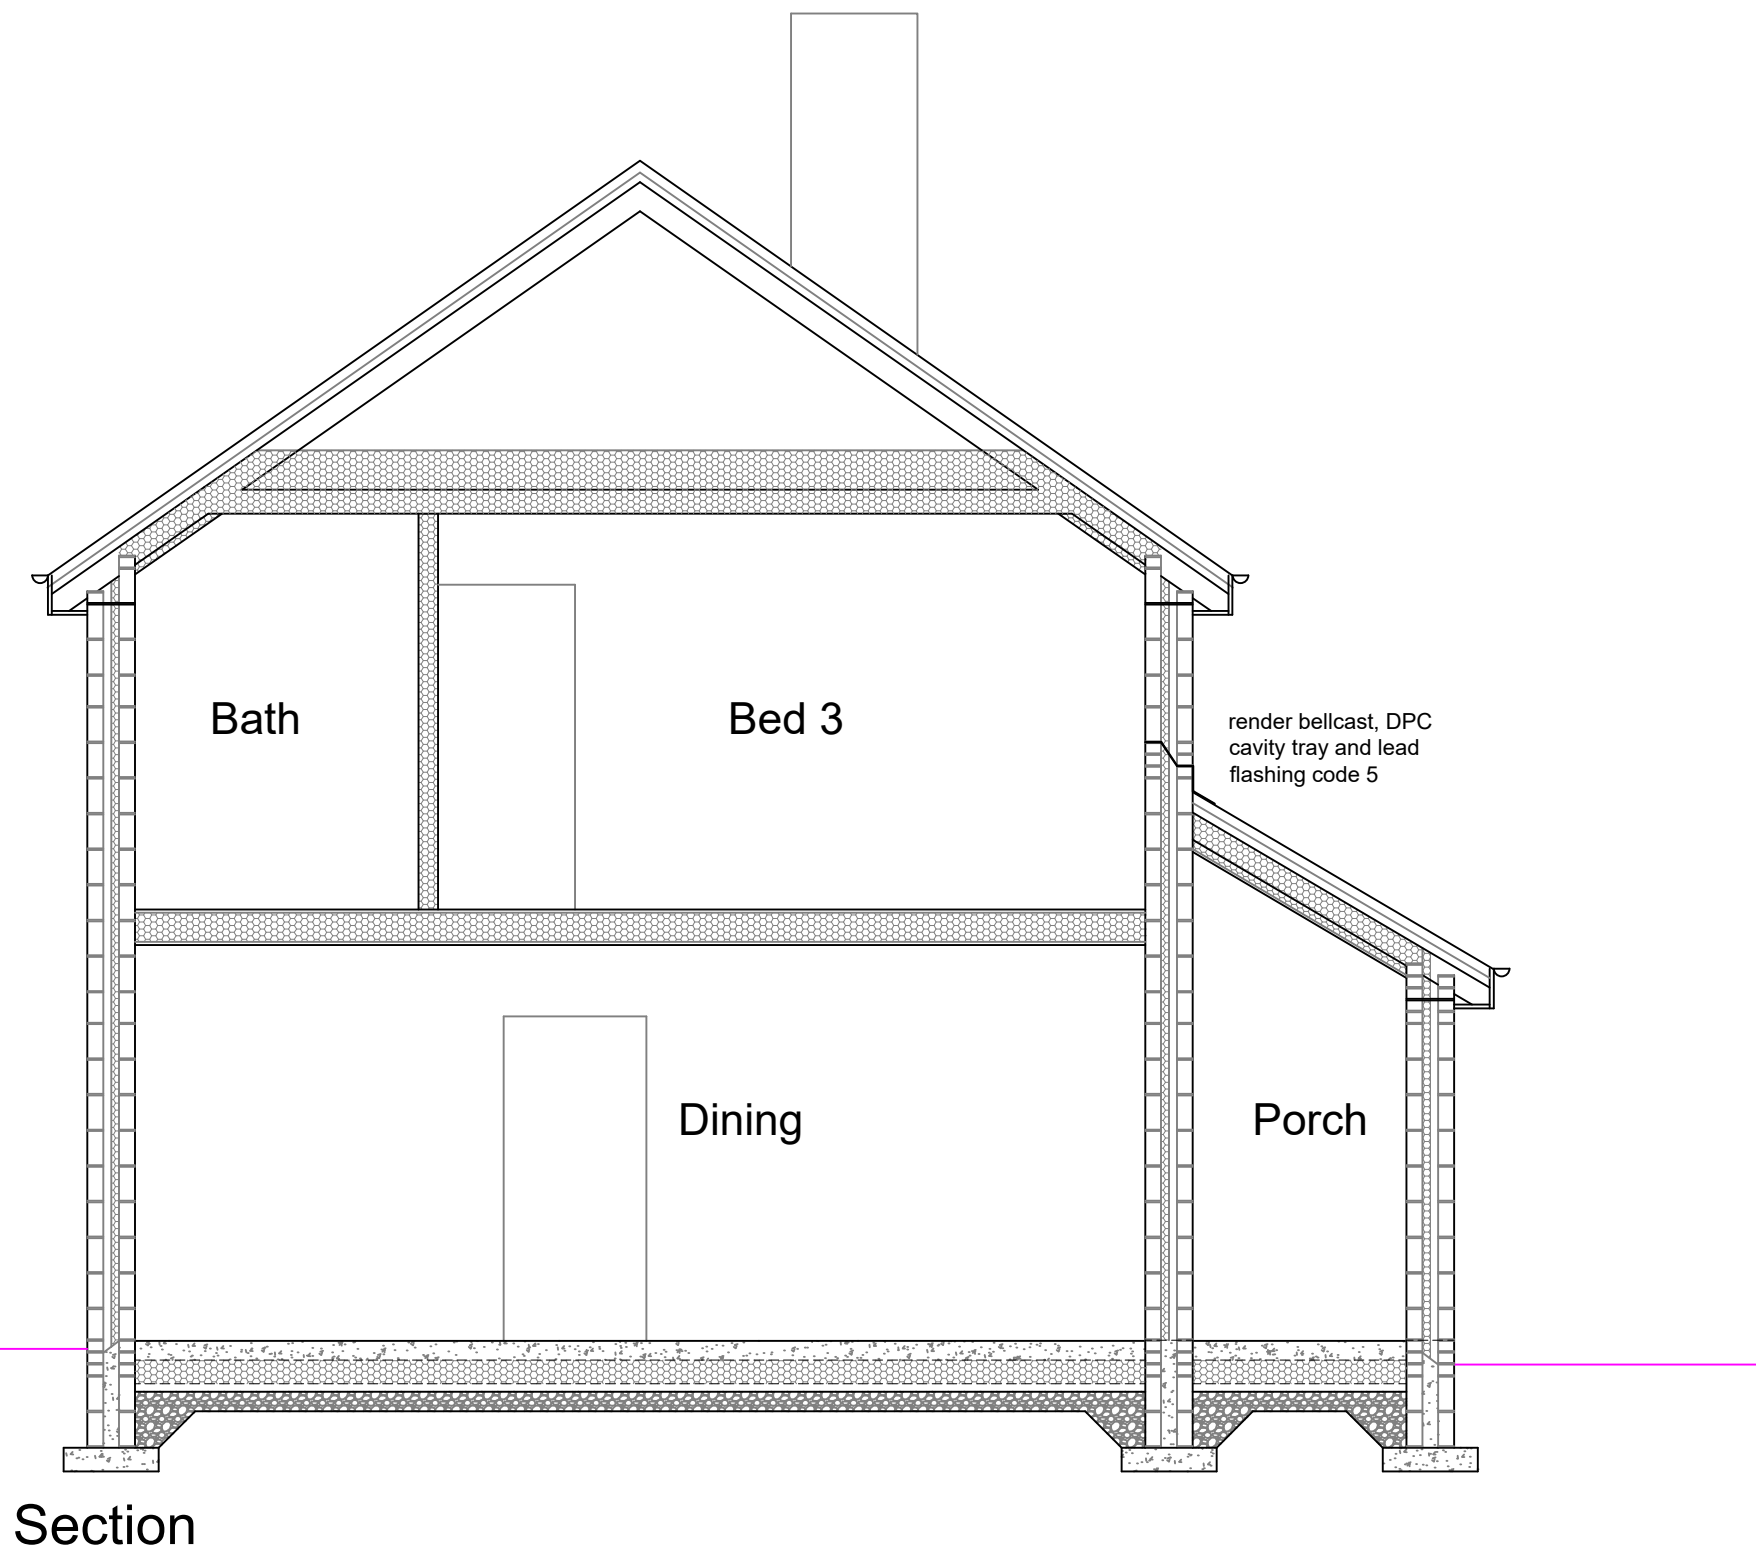 Bath
Bed 3
render bellcast, DPC
cavity tray and lead
flashing code 5
Dining
Porch
Section